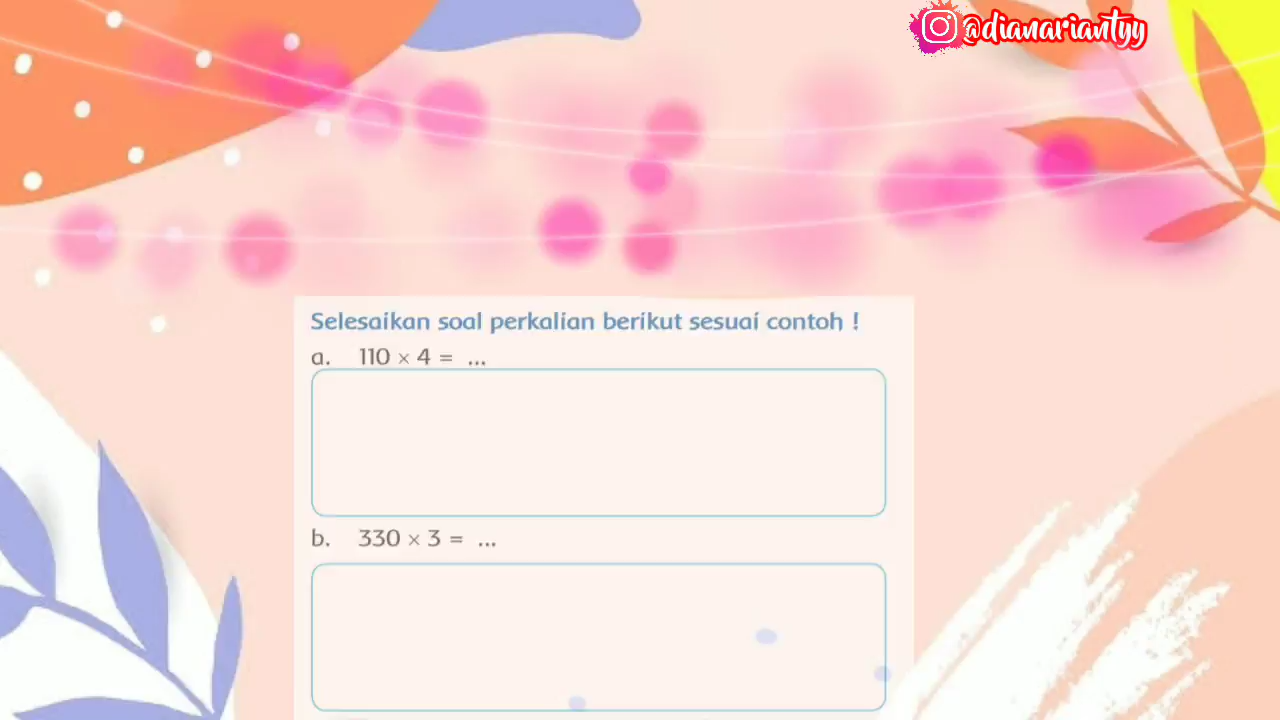 @dianariantyy
Selesaikan soal perkalian berikut sesuai contoh !
a. 110 × 4 = ...
b. 330 × 3 = ...